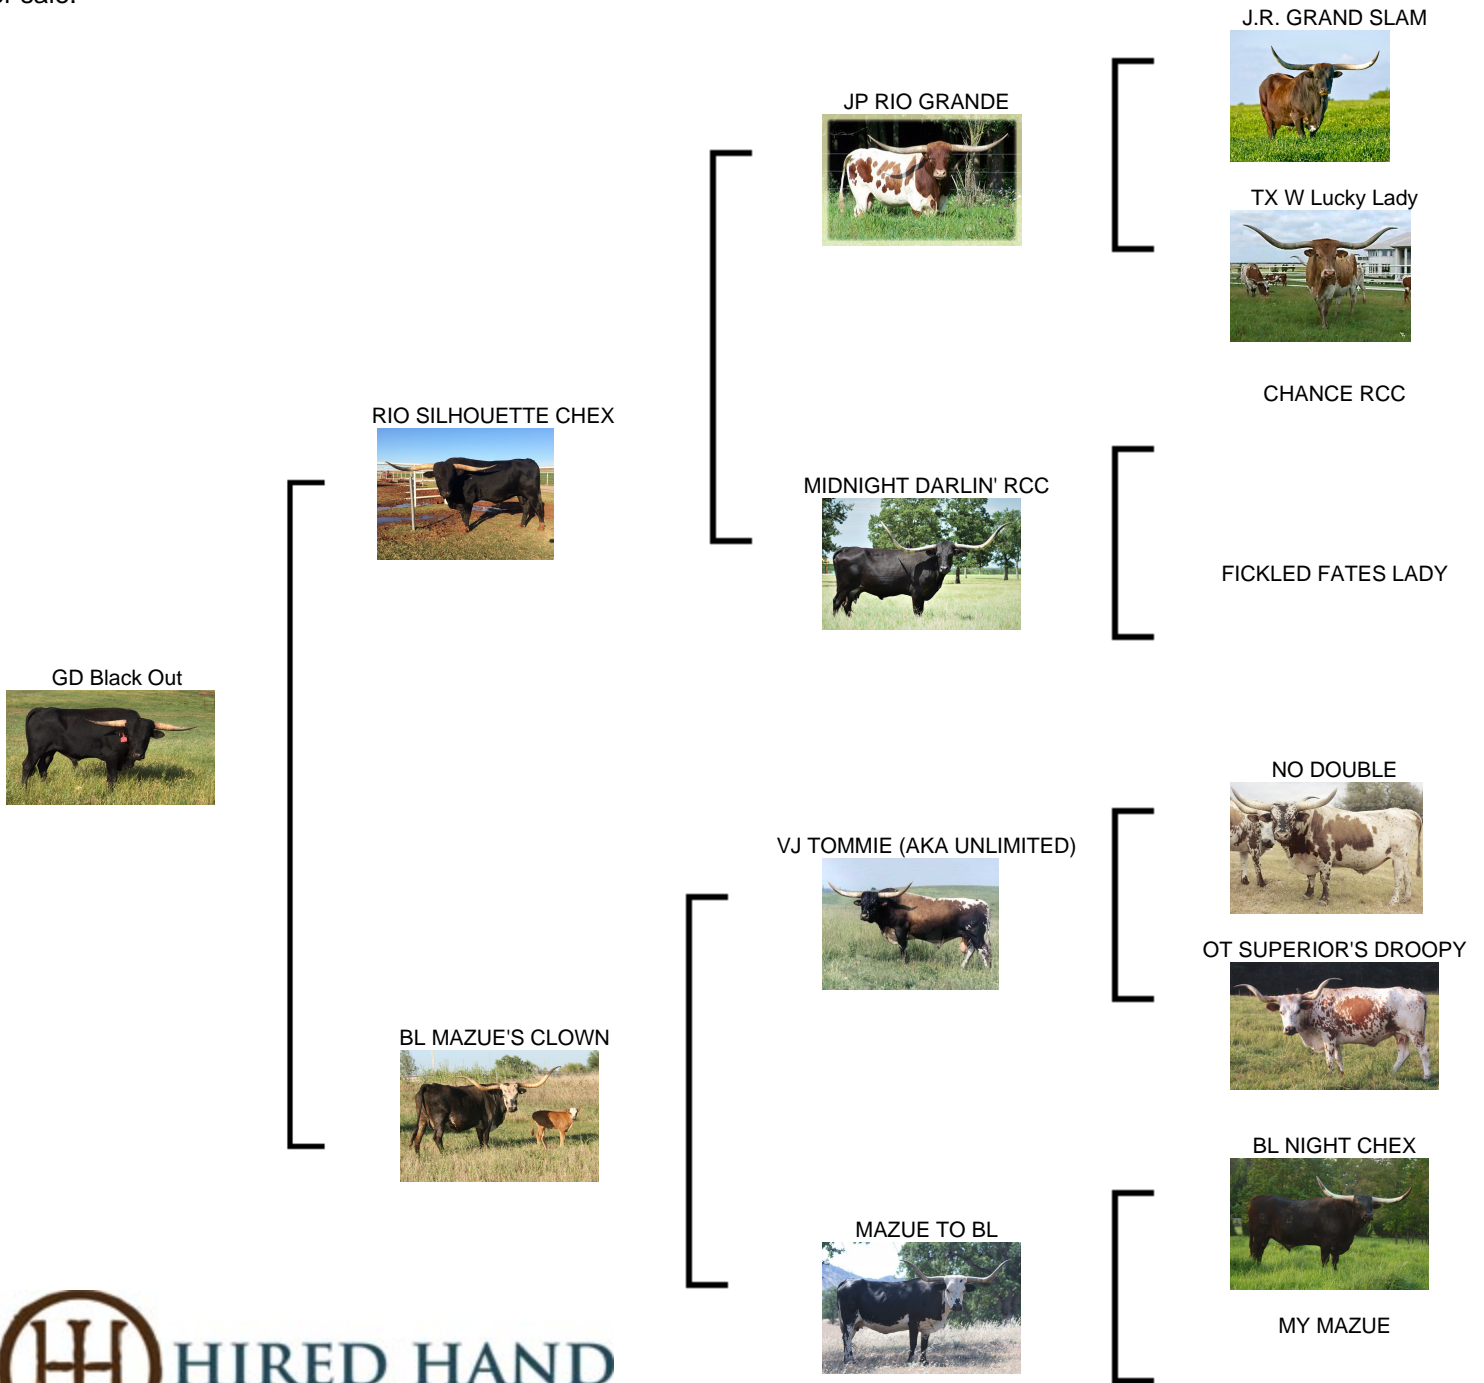 or sale.
J.R. GRAND SLAM
JP RIO GRANDE
TX W Lucky Lady
CHANCE RCC
RIO SILHOUETTE CHEX
MIDNIGHT DARLIN' RCC
FICKLED FATES LADY
GD Black Out
NO DOUBLE
VJ TOMMIE (AKA UNLIMITED)
OT SUPERIOR'S DROOPY
BL MAZUE'S CLOWN
BL NIGHT CHEX
MAZUE TO BL
MY MAZUE
HIRED HAND